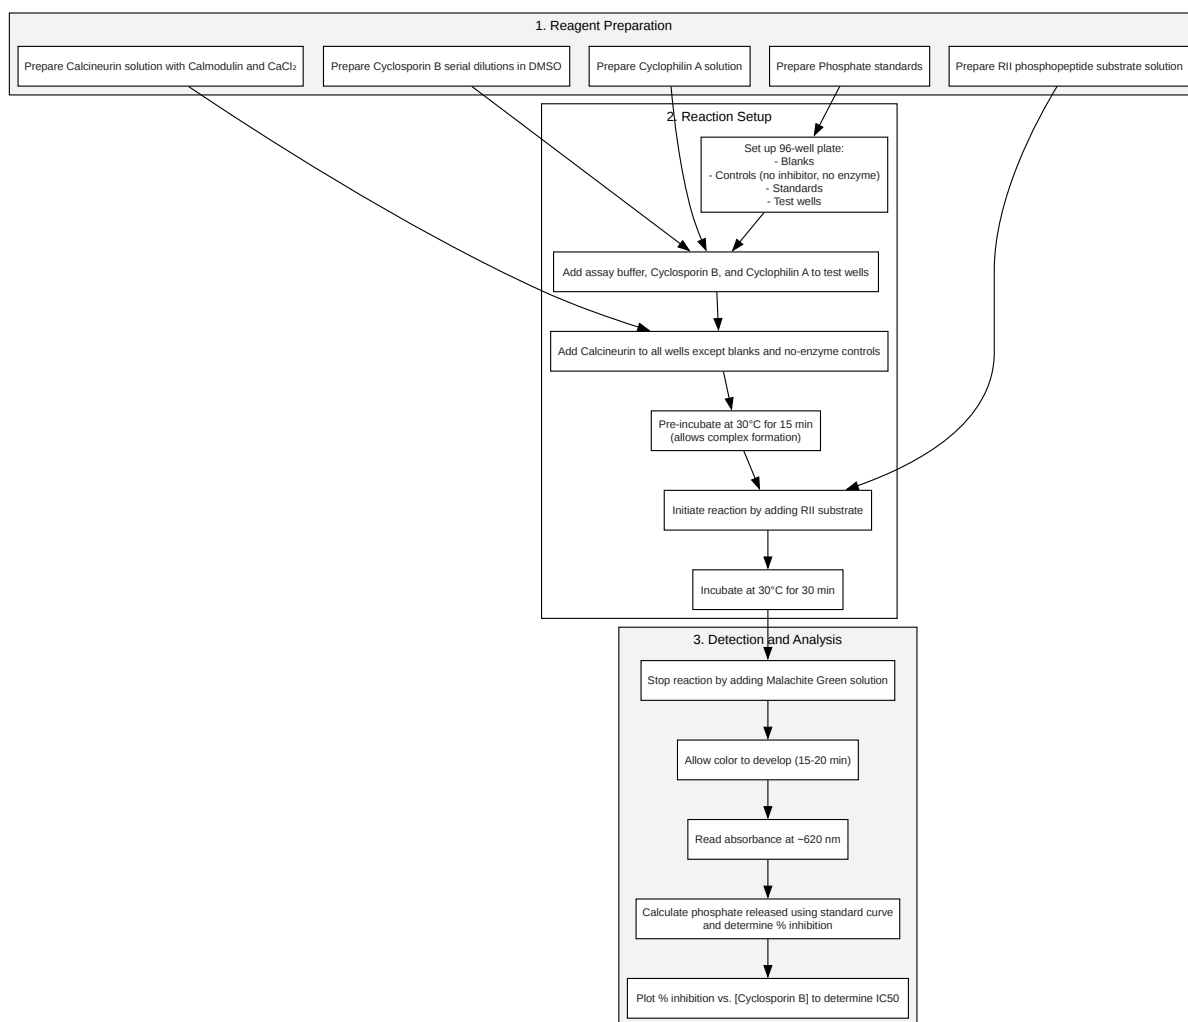 1. Reagent Preparation
Prepare Calcineurin solution with Calmodulin and CaCl₂
Prepare Cyclosporin B serial dilutions in DMSO
Prepare Cyclophilin A solution
Prepare Phosphate standards
Prepare RII phosphopeptide substrate solution
2. Reaction Setup
Set up 96-well plate:
- Blanks
- Controls (no inhibitor, no enzyme)
- Standards
- Test wells
Add assay buffer, Cyclosporin B, and Cyclophilin A to test wells
Add Calcineurin to all wells except blanks and no-enzyme controls
Pre-incubate at 30°C for 15 min
(allows complex formation)
Initiate reaction by adding RII substrate
Incubate at 30°C for 30 min
3. Detection and Analysis
Stop reaction by adding Malachite Green solution
Allow color to develop (15-20 min)
Read absorbance at ~620 nm
Calculate phosphate released using standard curve
and determine % inhibition
Plot % inhibition vs. [Cyclosporin B] to determine IC50